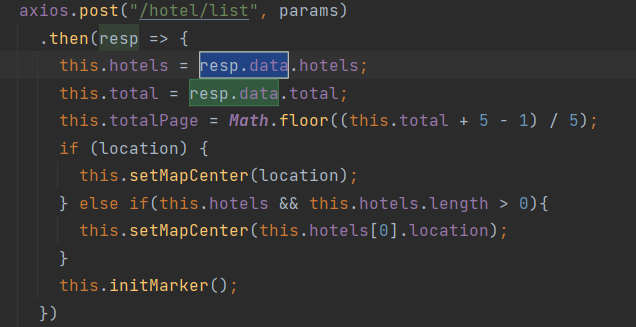 axios.post("/hotel/list", params)
.then(resp => {
this.hotels = resp.data.hotels;
this.total = resp.data.total;
this.totalPage = Math.floor((this.total + 5 - 1) / 5);
if (location) {
this.setMapCenter(location);
} else if(this.hotels && this.hotels.length > 0){
this.setMapCenter(this.hotels[0].location);
}
this.initMarker();
})